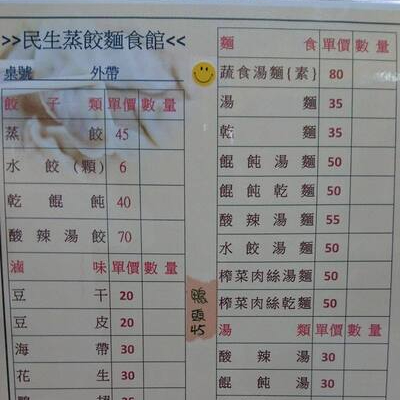 >>民生蒸餃麵食館<<
桌號 外帶
餃子類 單價 數量
蒸餃 45
水餃(顆) 6
乾餛飩 40
酸辣湯餃 70
滷味 單價 數量
豆干 20
豆皮 20
海帶 30
花生 30
鴨翅 30
鴨頭45
麵食 單價 數量
蔬食湯麵(素) 80
湯麵 35
乾麵 35
餛飩湯麵 50
餛飩乾麵 50
酸辣湯麵 55
水餃湯麵 50
榨菜肉絲湯麵 50
榨菜肉絲乾麵 50
湯類 單價 數量
酸辣湯 30
餛飩湯 30